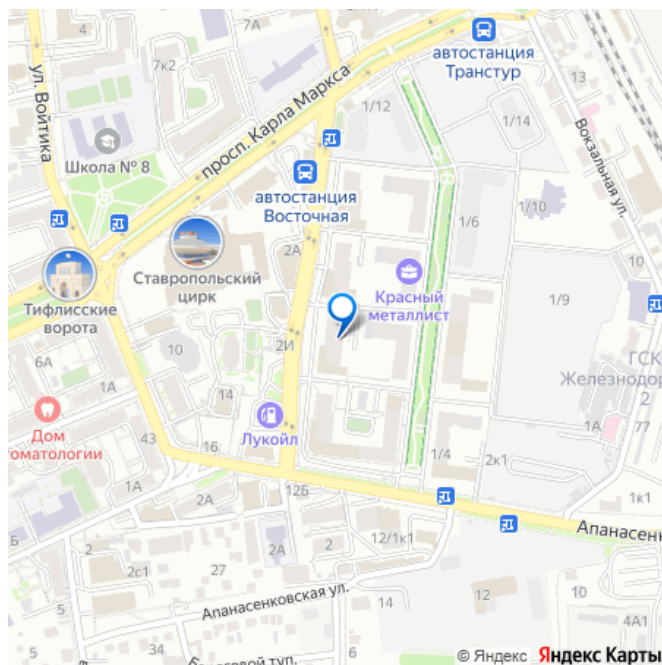 4
6
2
автостанция
Транстур
7к2
13
ул. Войтика
просп. Карла Маркса
1/12
1/14
Вокзальная ул.
Школа № 8
автостанция
Восточная
1/6
1/10
2А
Ставропольский
цирк
Красный
металлист
1/9
Тифлисские
ворота
10
2И
ГСК
Железнодор
2
6А
1А
14
Дом
томатологии
43
16
Лукойл
1А
77
1/4
2к1
1А
2А
12Б
1к1
Апанасенк
Б
2
2
2А
12/1к1
2с1
27
14
12
10
Апанасенковская ул.
4А1
5
34
8
5
6
© Яндекс Яндекс Карты